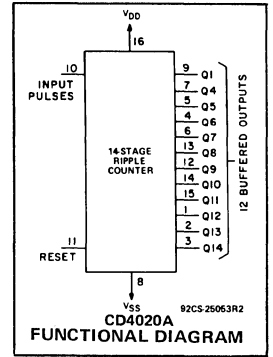 VDD
16
10
INPUT
PULSES
14-STAGE
RIPPLE
COUNTER
9 Q1
7 Q4
5 Q5
4 Q6
6 Q7
13 Q8
12 Q9
14 Q10
15 Q11
1 Q12
2 Q13
3 Q14
12 BUFFERED OUTPUTS
11
RESET
8
VSS
92CS-25063R2
CD4020A
FUNCTIONAL DIAGRAM